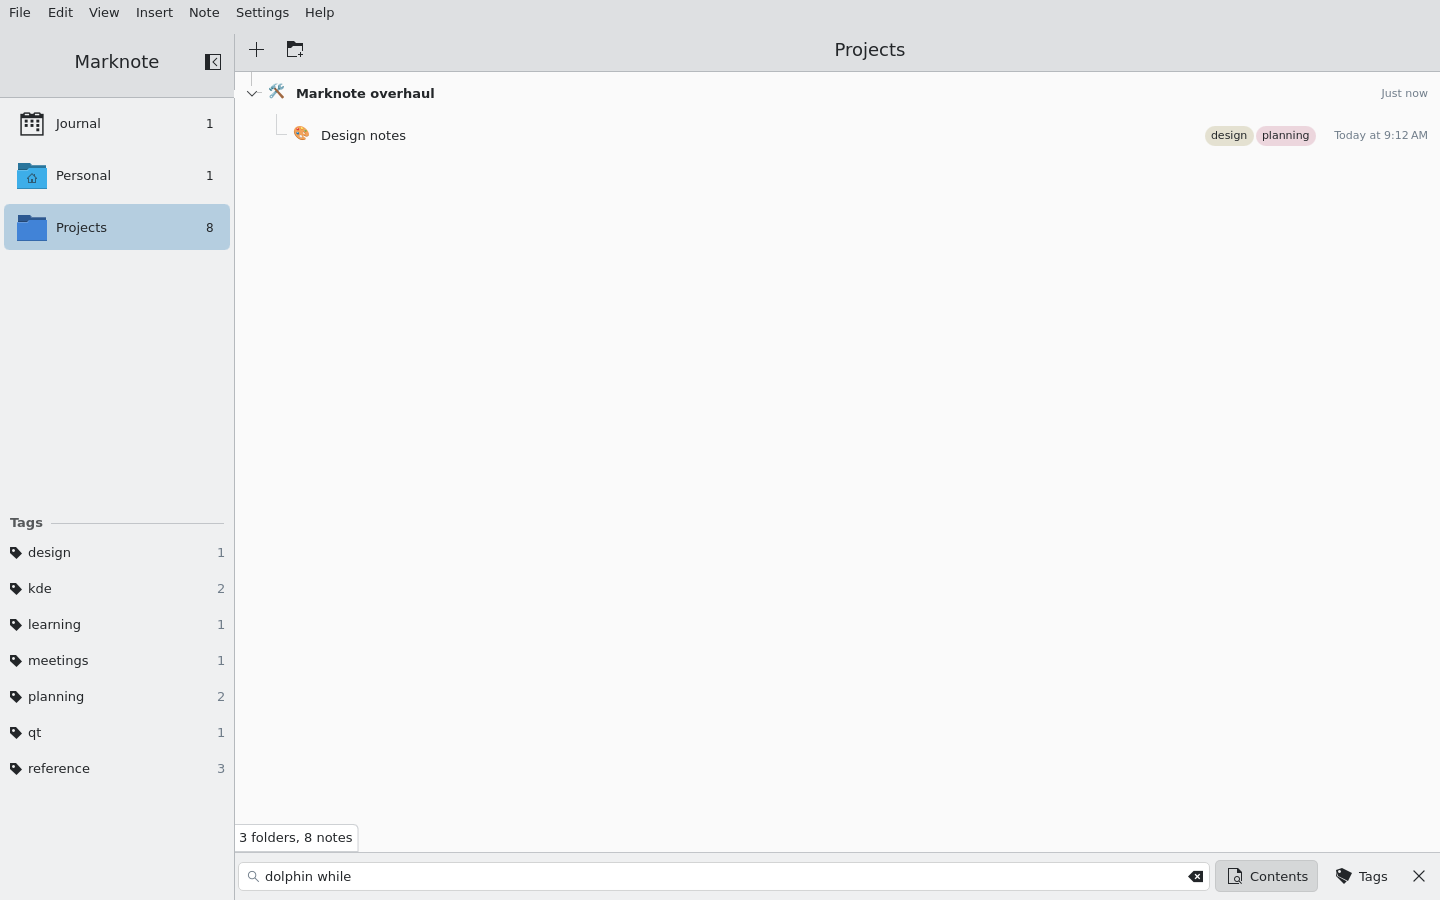 File Edit View Insert Note Settings Help
Marknote
Projects
Journal 1
Personal 1
Projects 8
Marknote overhaul Just now
Design notes design planning Today at 9:12 AM
Tags
design 1
kde 2
learning 1
meetings 1
planning 2
qt 1
reference 3
3 folders, 8 notes
dolphin while Contents Tags